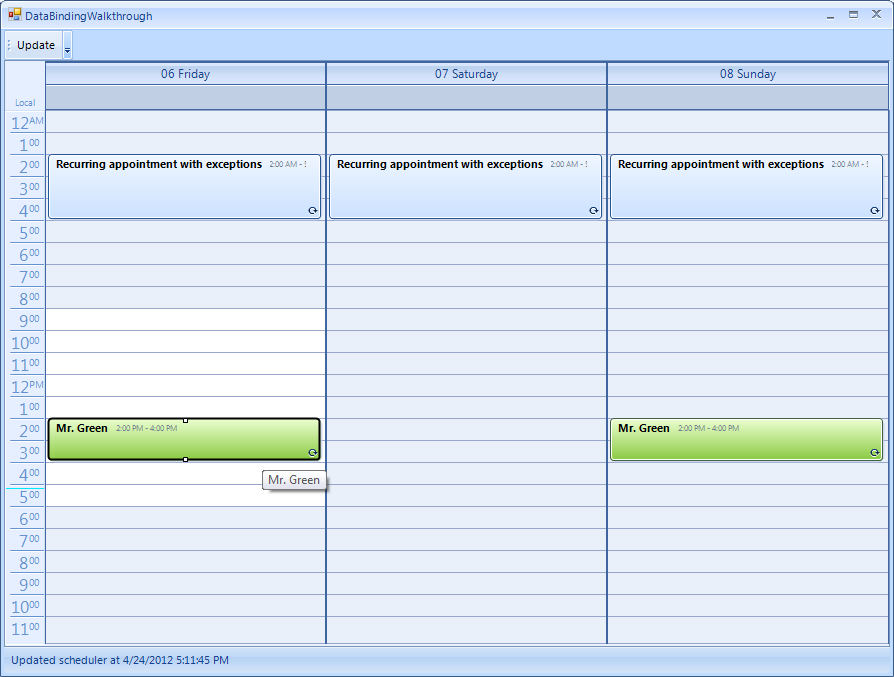 DataBindingWalkthrough
Update
06 Friday 07 Saturday 08 Sunday
Local
12 AM
1 00
2 00
Recurring appointment with exceptions 2:00 AM -
Recurring appointment with exceptions 2:00 AM -
Recurring appointment with exceptions 2:00 AM -
3 00
4 00
5 00
6 00
7 00
8 00
9 00
10 00
11 00
12 PM
1 00
2 00
Mr. Green 2:00 PM - 4:00 PM
Mr. Green 2:00 PM - 4:00 PM
3 00
4 00
Mr. Green
5 00
6 00
7 00
8 00
9 00
10 00
11 00
Updated scheduler at 4/24/2012 5:11:45 PM